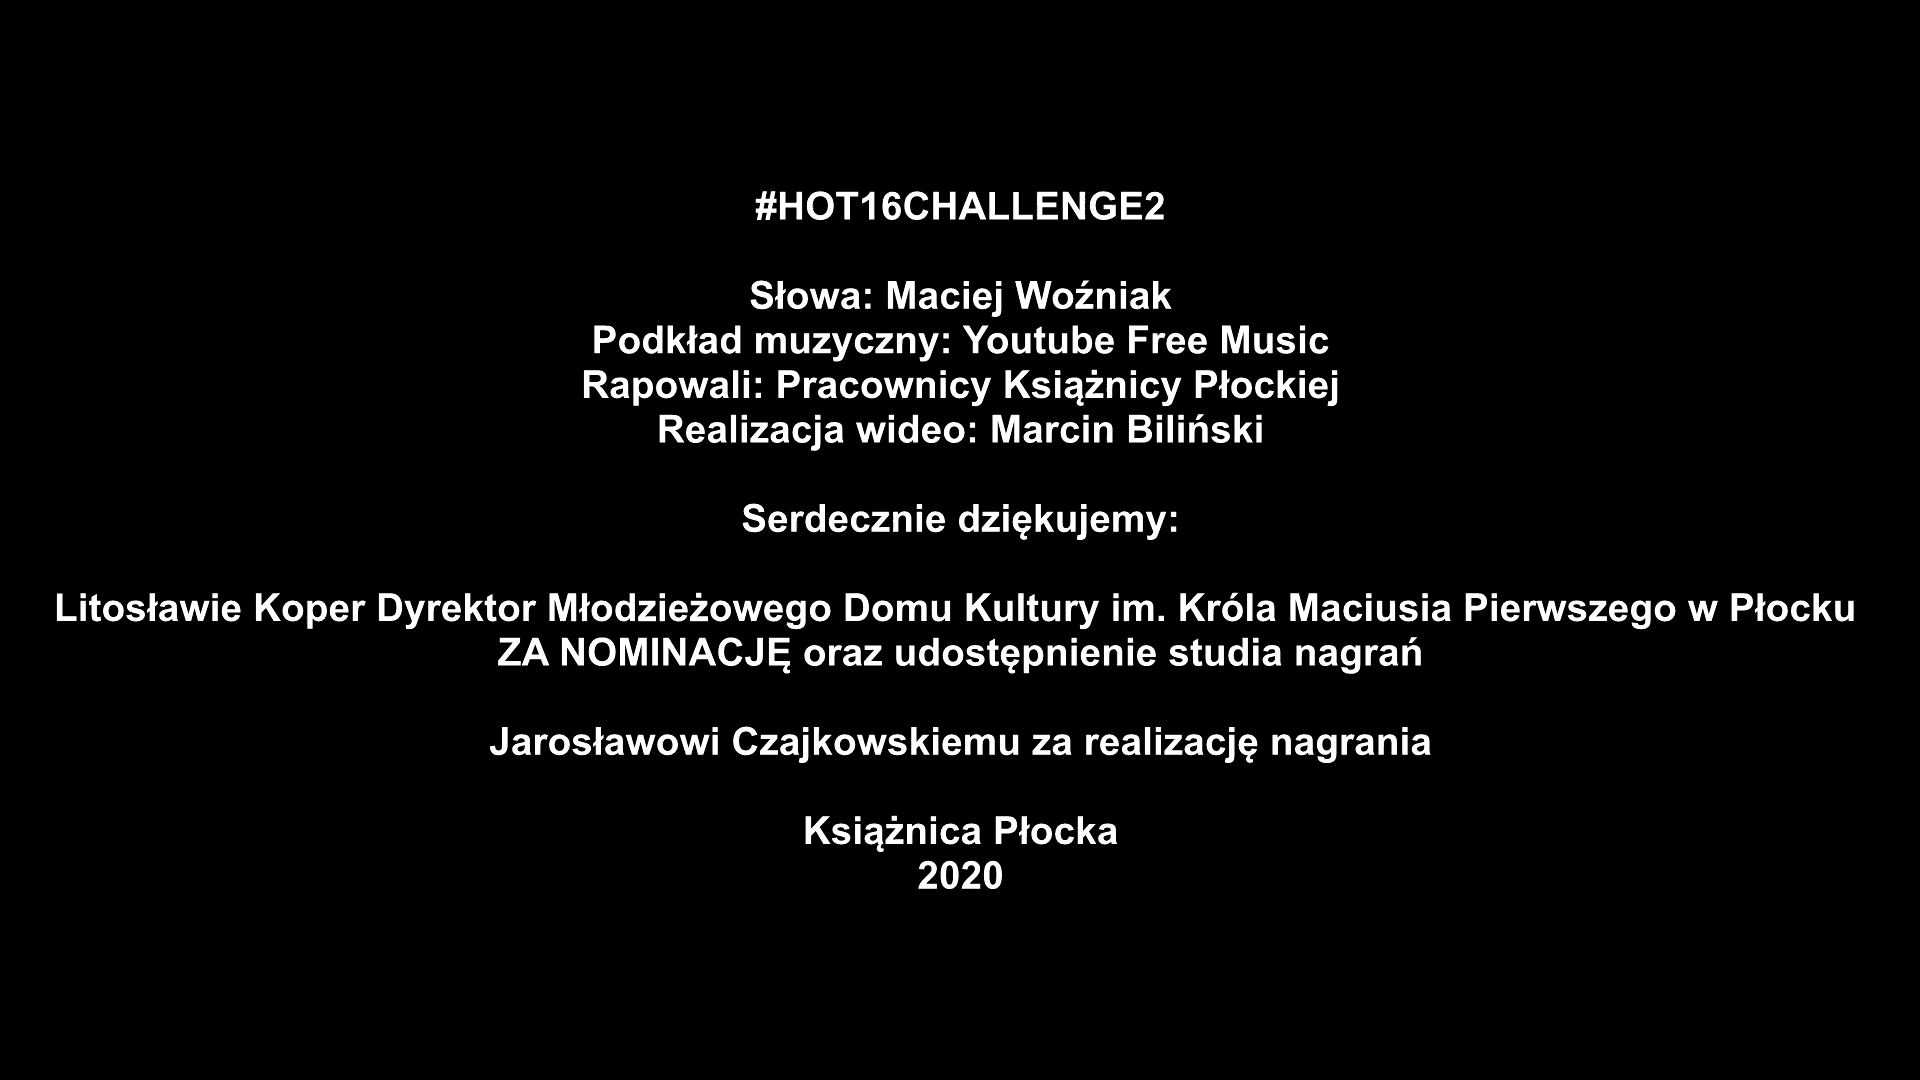 #HOT16CHALLENGE2
Słowa: Maciej Woźniak
Podkład muzyczny: Youtube Free Music
Rapowali: Pracownicy Książnicy Płockiej
Realizacja wideo: Marcin Biliński
Serdecznie dziękujemy:
Litosławie Koper Dyrektor Młodzieżowego Domu Kultury im. Króla Maciusia Pierwszego w Płocku
ZA NOMINACJĘ oraz udostępnienie studia nagrań
Jarosławowi Czajkowskiemu za realizację nagrania
Książnica Płocka
2020